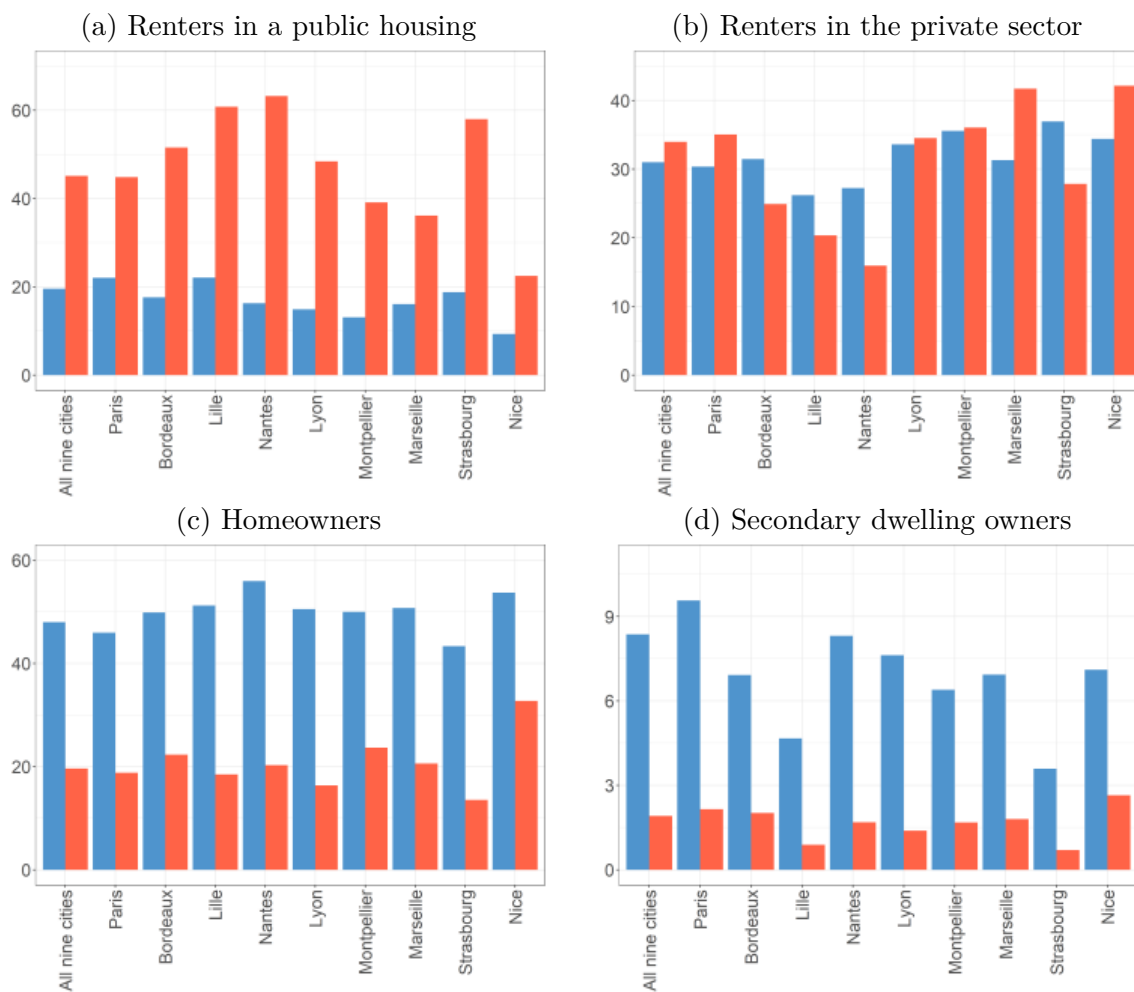 (a) Renters in a public housing
60
40
20
0
All nine cities
Paris
Bordeaux
Lille
Nantes
Lyon
Montpellier
Marseille
Strasbourg
Nice
(b) Renters in the private sector
40
30
20
10
0
All nine cities
Paris
Bordeaux
Lille
Nantes
Lyon
Montpellier
Marseille
Strasbourg
Nice
(c) Homeowners
60
40
20
0
All nine cities
Paris
Bordeaux
Lille
Nantes
Lyon
Montpellier
Marseille
Strasbourg
Nice
(d) Secondary dwelling owners
9
6
3
0
All nine cities
Paris
Bordeaux
Lille
Nantes
Lyon
Montpellier
Marseille
Strasbourg
Nice